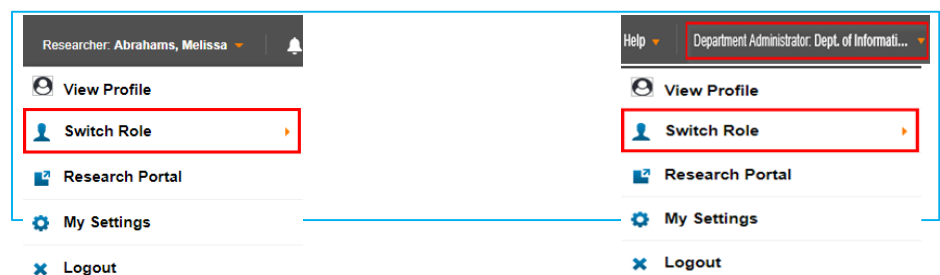 Researcher: Abrahams, Melissa
View Profile
Switch Role
Research Portal
My Settings
Logout
Help
Department Administrator: Dept. of Informati...
View Profile
Switch Role
Research Portal
My Settings
Logout